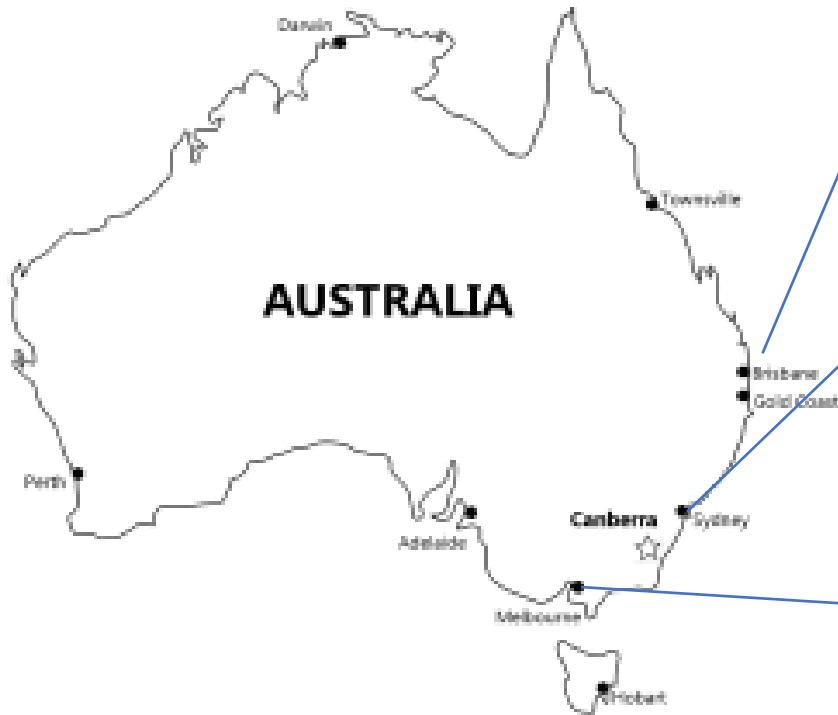 Darwin
Townsville
AUSTRALIA
Brisbane
Gold Coast
Perth
Canberra
Sydney
Adelaide
Melbourne
Hobart